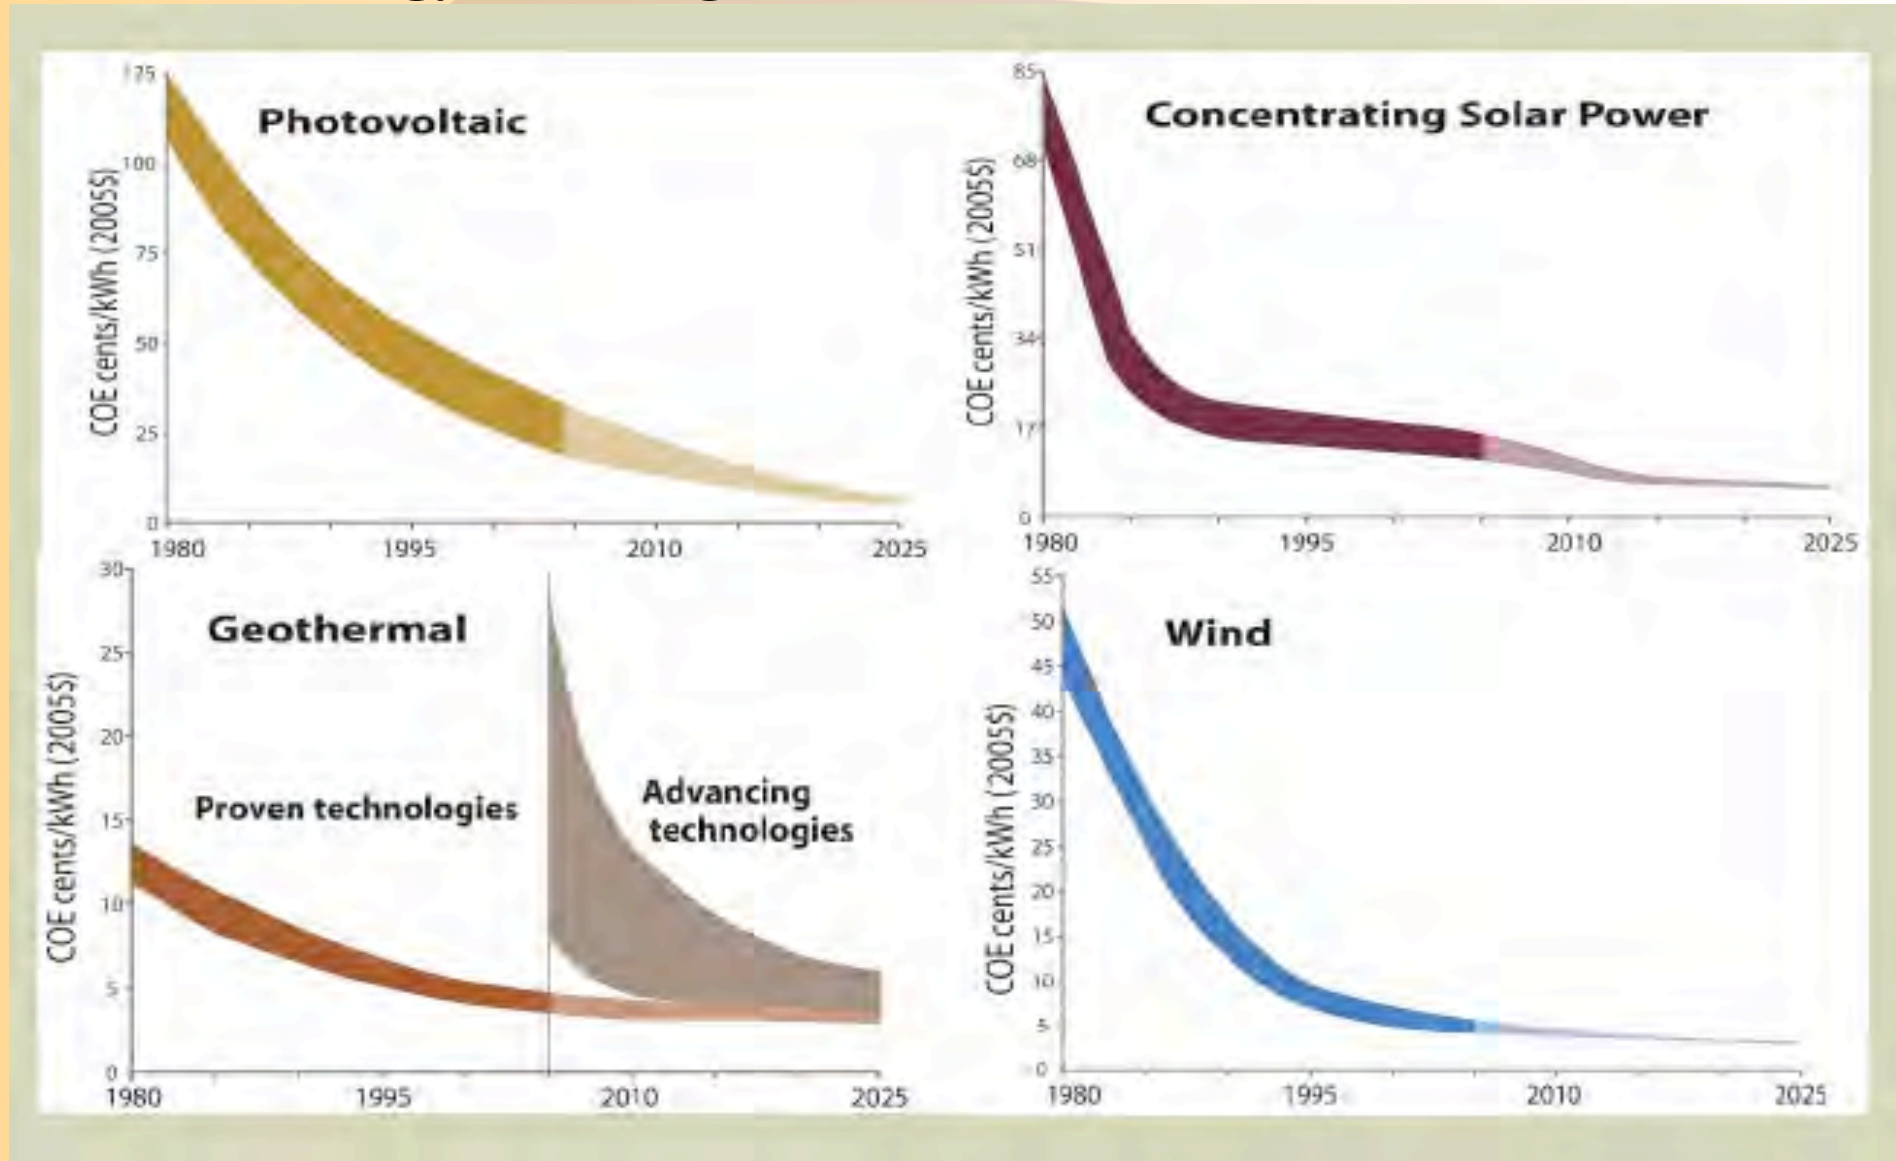 Photovoltaic
COE cents/kWh (2005$)
125
100
75
50
25
0
1980 1995 2010 2025
Concentrating Solar Power
COE cents/kWh (2005$)
85
68
51
34
17
0
1980 1995 2010 2025
Geothermal
Proven technologies
Advancing
technologies
COE cents/kWh (2005$)
30
25
20
15
10
5
0
1980 1995 2010 2025
Wind
COE cents/kWh (2005$)
55
50
45
40
35
30
25
20
15
10
5
0
1980 1995 2010 2025